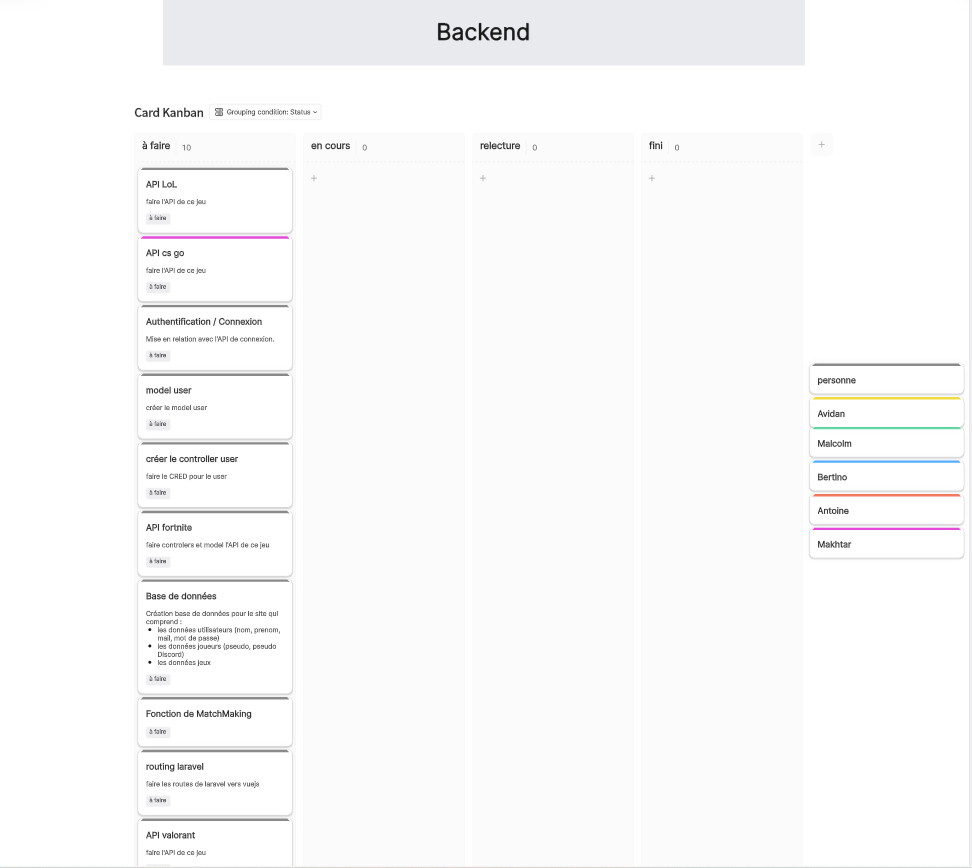 Backend
Card Kanban
Grouping condition: Status
à faire 10
en cours 0
relecture 0
fini 0
+
+
+
+
API LoL
faire l'API de ce jeu
à faire
API cs go
faire l'API de ce jeu
à faire
Authentification / Connexion
Mise en relation avec l'API de connexion.
à faire
model user
créer le model user
à faire
créer le controller user
faire le CRED pour le user
à faire
API fortnite
faire controlers et model l'API de ce jeu
à faire
Base de données
Création base de données pour le site qui
comprend :
les données utilisateurs (nom, prenom,
mail, mot de passe)
les données joueurs (pseudo, pseudo
Discord)
les données jeux
à faire
Fonction de MatchMaking
à faire
routing laravel
faire les routes de laravel vers vuejs
à faire
API valorant
faire l'API de ce jeu
personne
Avidan
Malcolm
Bertino
Antoine
Makhtar